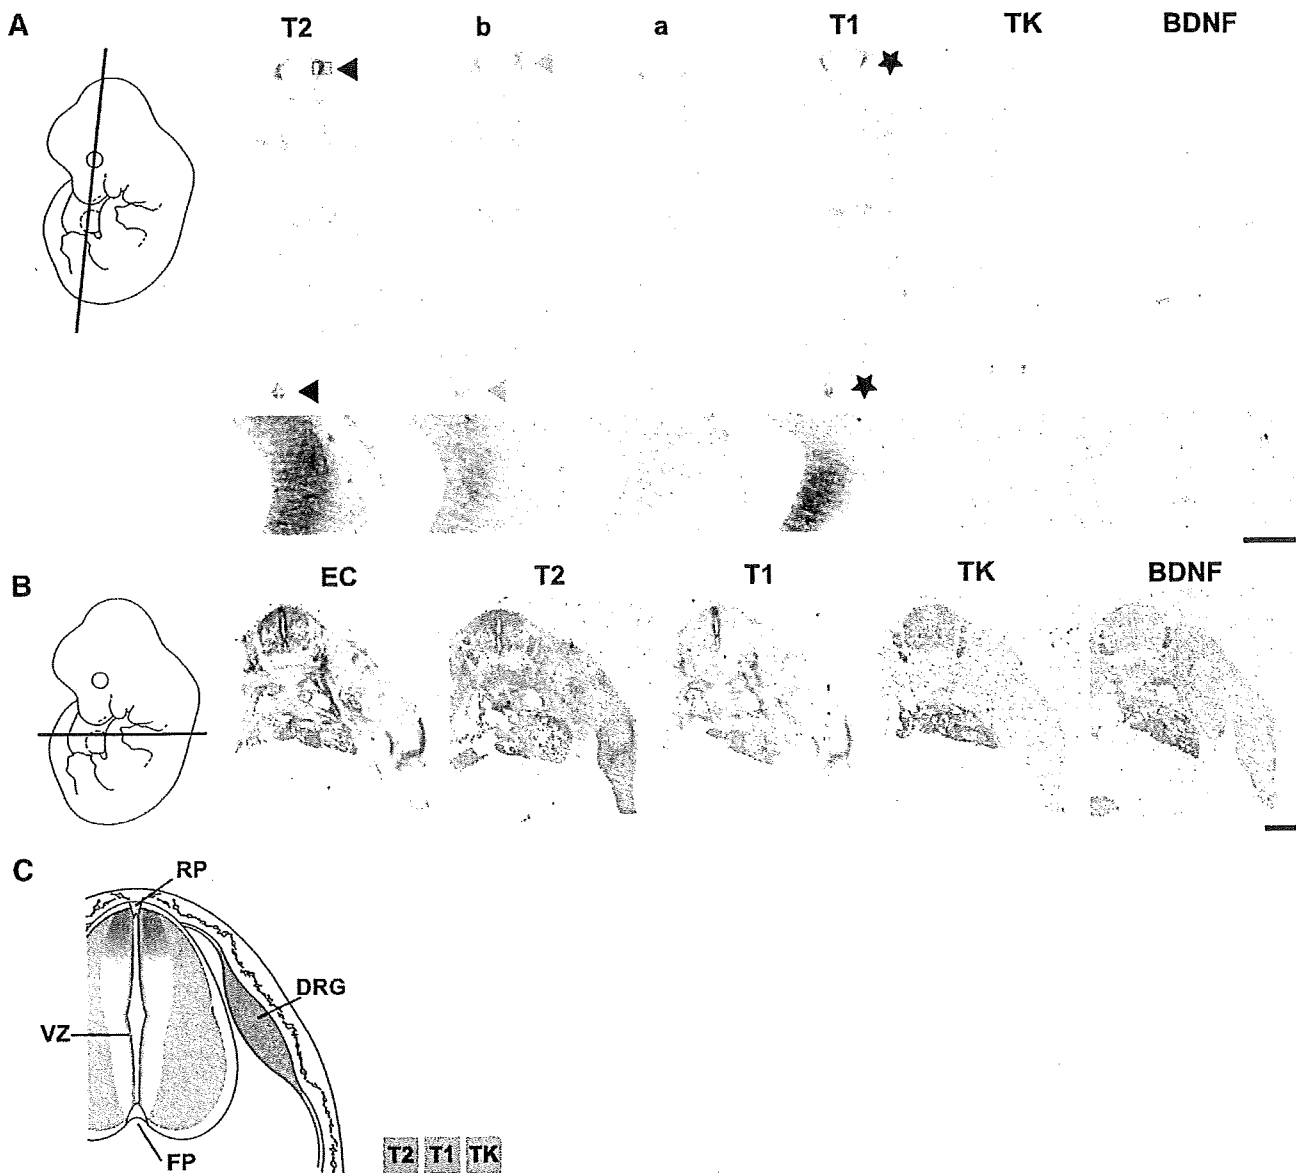 A
T2 b a T1 TK BDNF
B
EC T2 T1 TK BDNF
C
RP
DRG
VZ
FP
T2 T1 TK